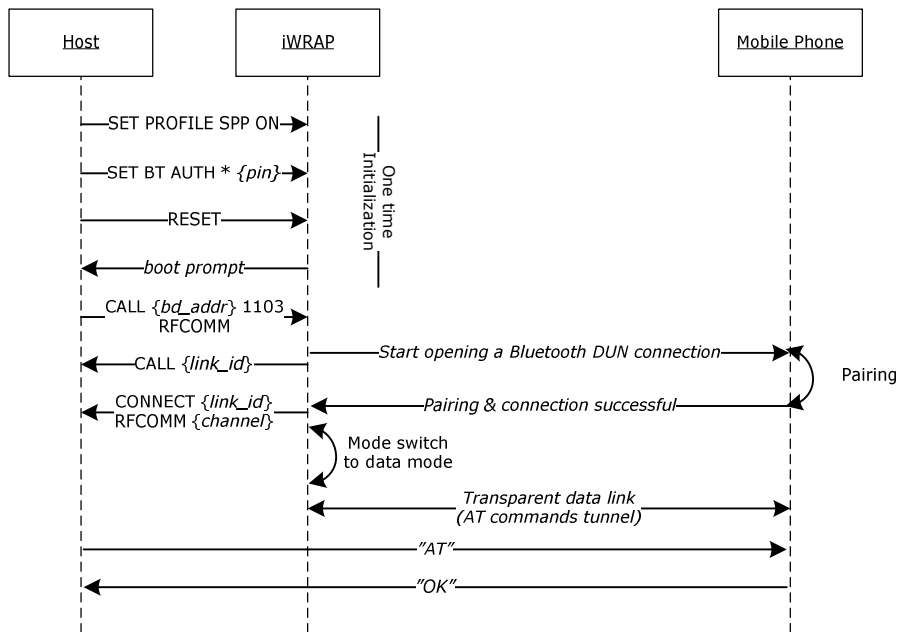 Host
iWRAP
Mobile Phone
SET PROFILE SPP ON
SET BT AUTH * {pin}
RESET
One time
Initialization
boot prompt
CALL {bd_addr} 1103
RFCOMM
Start opening a Bluetooth DUN connection
CALL {link_id}
Pairing
CONNECT {link_id}
RFCOMM {channel}
Pairing & connection successful
Mode switch
to data mode
Transparent data link
(AT commands tunnel)
"AT"
"OK"